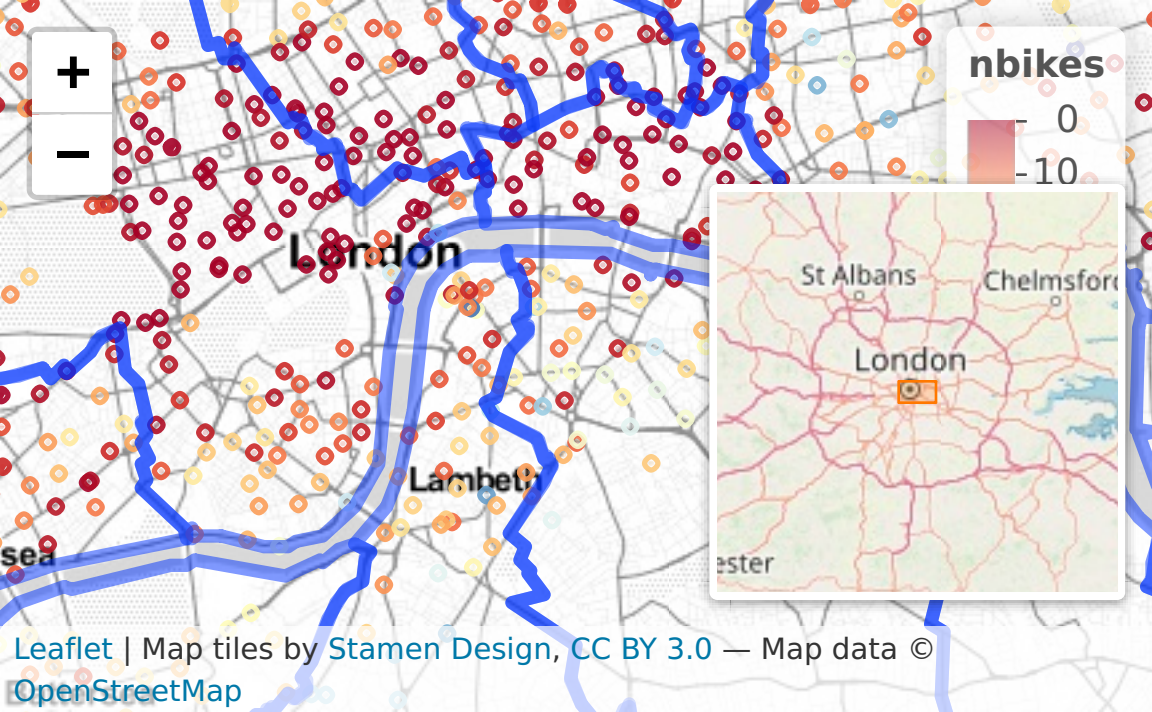 +
−
nbikes
0
10
London
St Albans
Chelmsford
London
Lambeth
sea
ester
Leaflet | Map tiles by Stamen Design, CC BY 3.0 — Map data ©
OpenStreetMap